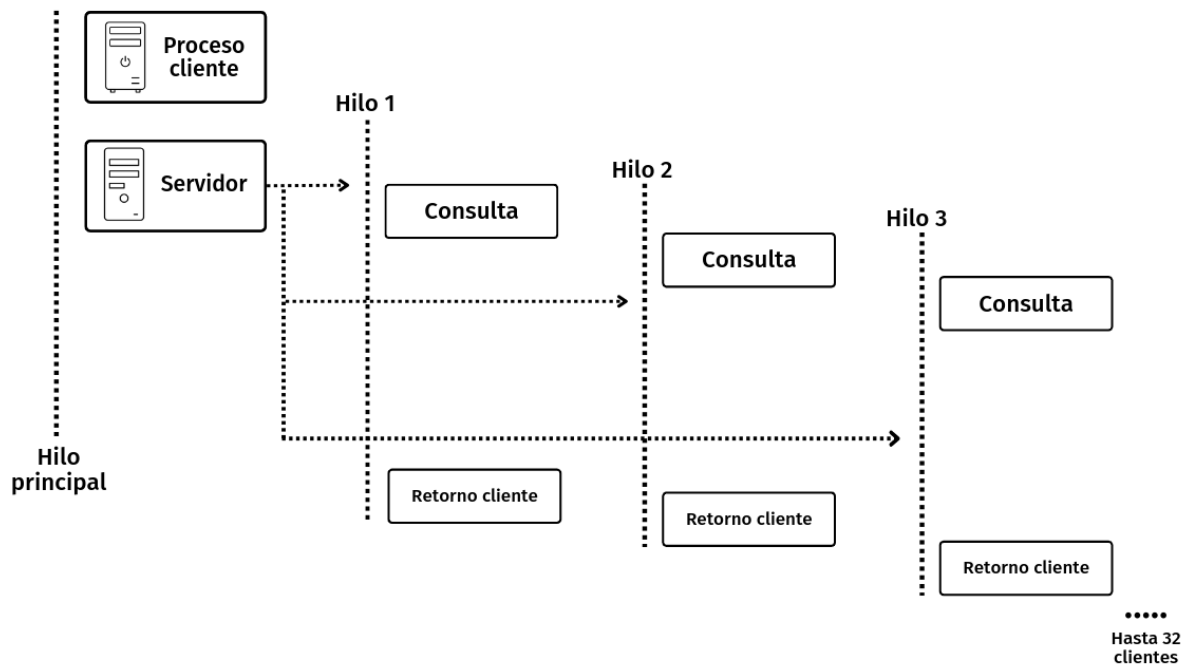 Proceso
cliente
Hilo 1
Servidor
Hilo 2
Consulta
Hilo 3
Consulta
Consulta
Hilo
principal
Retorno cliente
Retorno cliente
Retorno cliente
Hasta 32
clientes